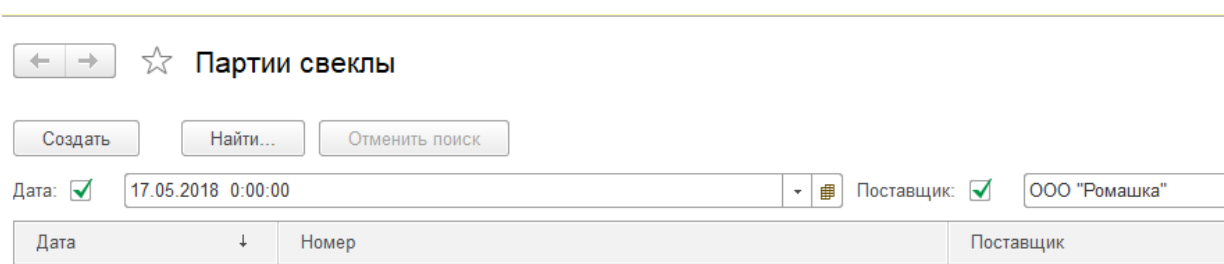 Партии свеклы
Создать Найти... Отменить поиск
Дата: 17.05.2018 0:00:00 Поставщик: ООО "Ромашка"
Дата Номер Поставщик